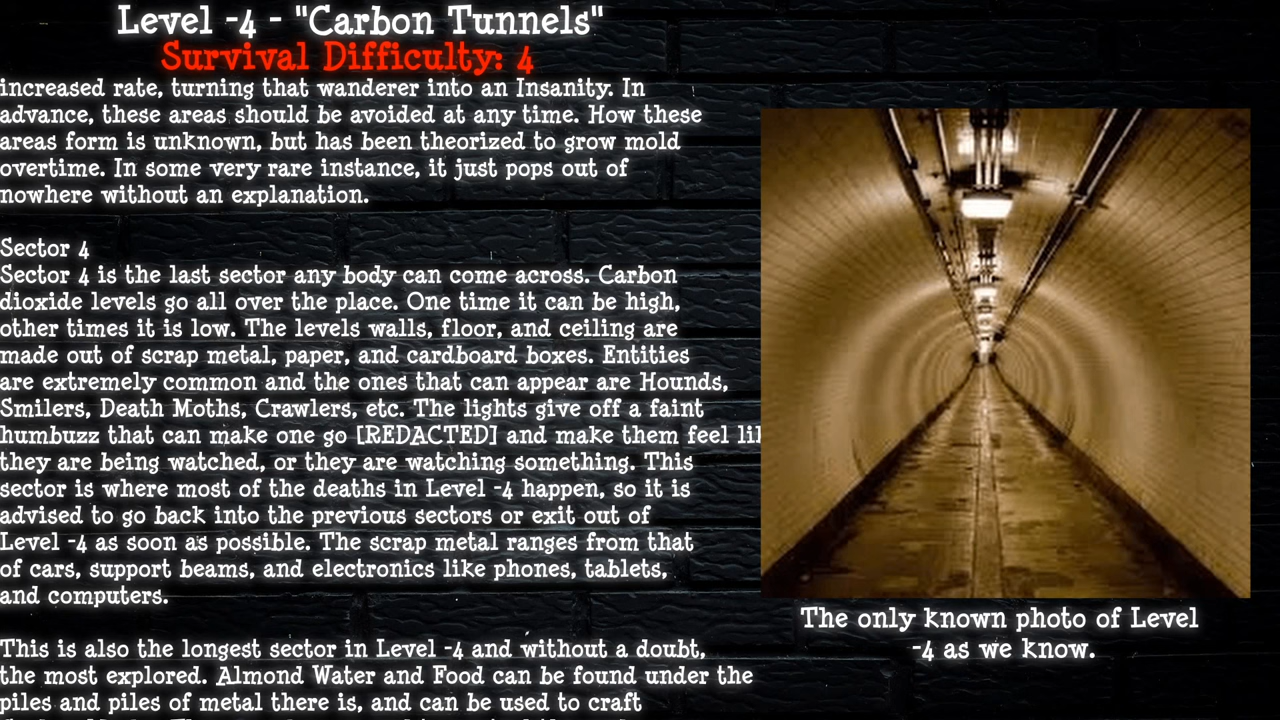 Level -4 - "Carbon Tunnels"
Survival Difficulty: 4
increased rate, turning that wanderer into an Insanity. In
advance, these areas should be avoided at any time. How these
areas form is unknown, but has been theorized to grow mold
overtime. In some very rare instance, it just pops out of
nowhere without an explanation.
Sector 4
Sector 4 is the last sector any body can come across. Carbon
dioxide levels go all over the place. One time it can be high,
other times it is low. The levels walls, floor, and ceiling are
made out of scrap metal, paper, and cardboard boxes. Entities
are extremely common and the ones that can appear are Hounds,
Smilers, Death Moths, Crawlers, etc. The lights give off a faint
humbuzz that can make one go [REDACTED] and make them feel
they are being watched, or they are watching something. This
sector is where most of the deaths in Level -4 happen, so it is
advised to go back into the previous sectors or exit out of
Level -4 as soon as possible. The scrap metal ranges from that
of cars, support beams, and electronics like phones, tablets,
and computers.
This is also the longest sector in Level -4 and without a doubt,
the most explored. Almond Water and Food can be found under the
piles and piles of metal there is, and can be used to craft
The only known photo of Level
-4 as we know.